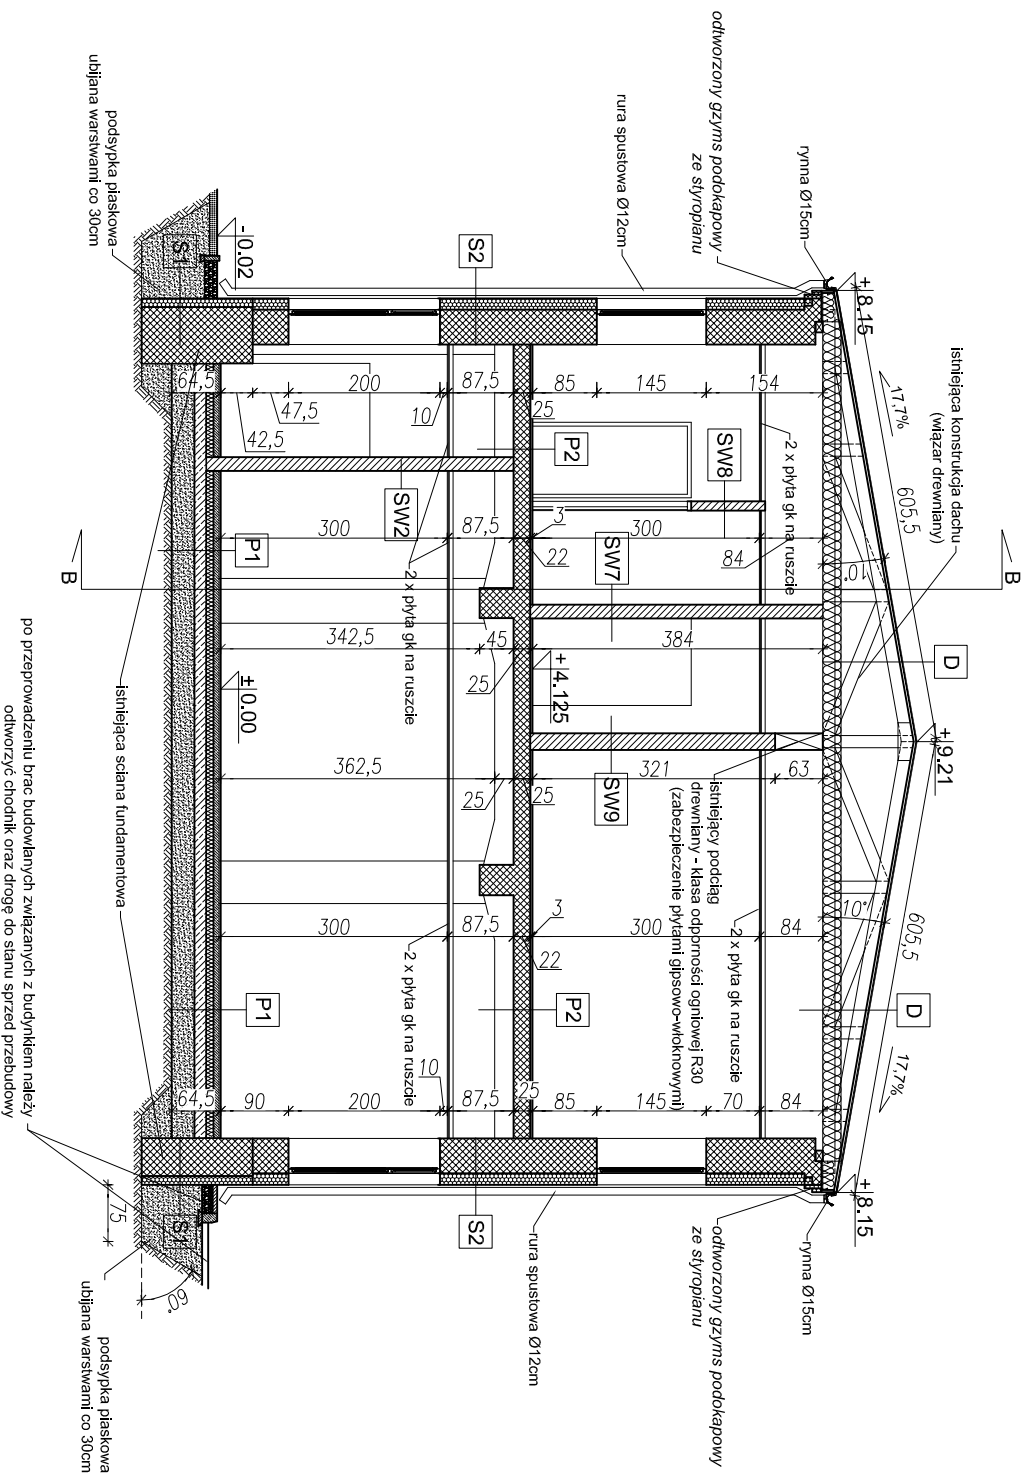 istniejąca konstrukcja dachu
(wiązar drewniany)
D
+9.21
D
17,7%
605,5
605,5
17,7%
10°
10°
+8.15
+8.15
rynna Ø15cm
rynna Ø15cm
odtworzony gzyms podokapowy
ze styropianu
odtworzony gzyms podokapowy
ze styropianu
rura spustowa Ø12cm
rura spustowa Ø12cm
154
145
85
25
84
300
3
22
384
63
321
25
84
300
3
22
84
70
145
85
25
2 x płyta gk na ruszcie
2 x płyta gk na ruszcie
SW8
SW7
SW9
P2
P2
+4.125
istniejący podciąg
drewniany - klasa odporności ogniowej R30
(zabezpieczenie płytami gipsowo-włoknowymi)
S2
S2
87,5
10
200
47,5
42,5
64,5
87,5
300
45
25
342,5
25
362,5
87,5
300
87,5
10
200
90
64,5
SW2
2 x płyta gk na ruszcie
2 x płyta gk na ruszcie
-0.02
±0.00
P1
P1
S1
S1
75
60°
B
B
podsypka piaskowa
ubijana warstwami co 30cm
podsypka piaskowa
ubijana warstwami co 30cm
istniejąca sciana fundamentowa
po przeprowadzeniu brac budowlanych związanych z budynkiem należy
odtworzyć chodnik oraz drogę do stanu sprzed przebudowy